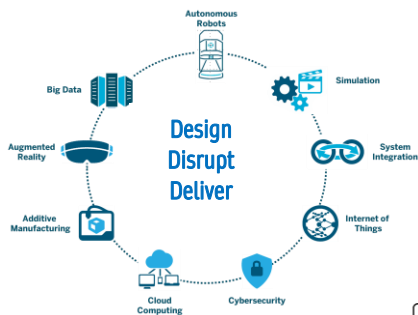 Autonomous
Robots
Simulation
System
Integration
Internet of
Things
Cybersecurity
Cloud
Computing
Additive
Manufacturing
Augmented
Reality
Big Data
Design
Disrupt
Deliver